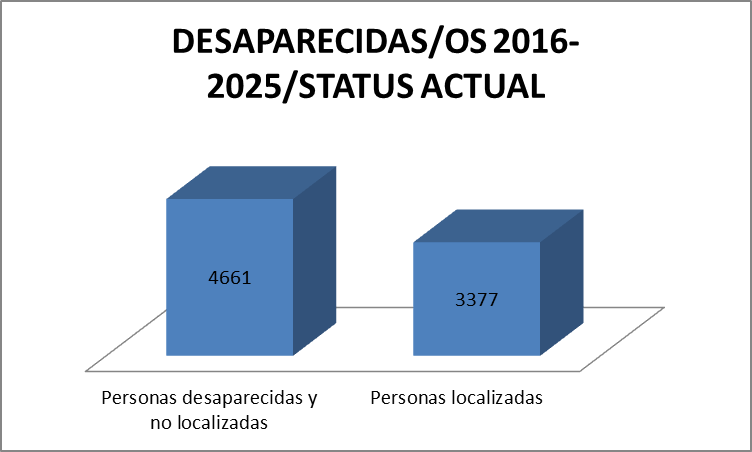 DESAPARECIDAS/OS 2016-
2025/STATUS ACTUAL
4661
3377
Personas desaparecidas y
no localizadas
Personas localizadas